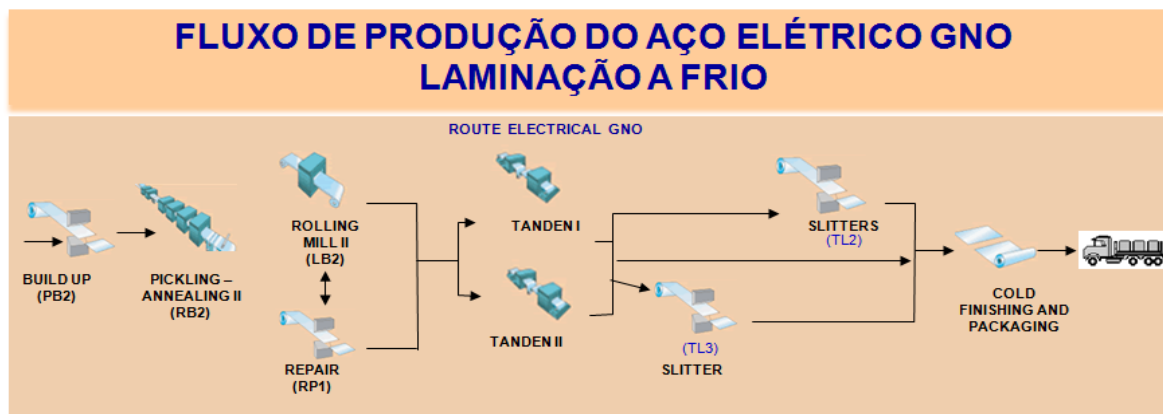 FLUXO DE PRODUÇÃO DO AÇO ELÉTRICO GNO
LAMINAÇÃO A FRIO
ROUTE ELECTRICAL GNO
BUILD UP
(PB2)
PICKLING –
ANNEALING II
(RB2)
ROLLING
MILL II
(LB2)
REPAIR
(RP1)
TANDEN I
TANDEN II
SLITTERS
(TL2)
(TL3)
SLITTER
COLD
FINISHING AND
PACKAGING